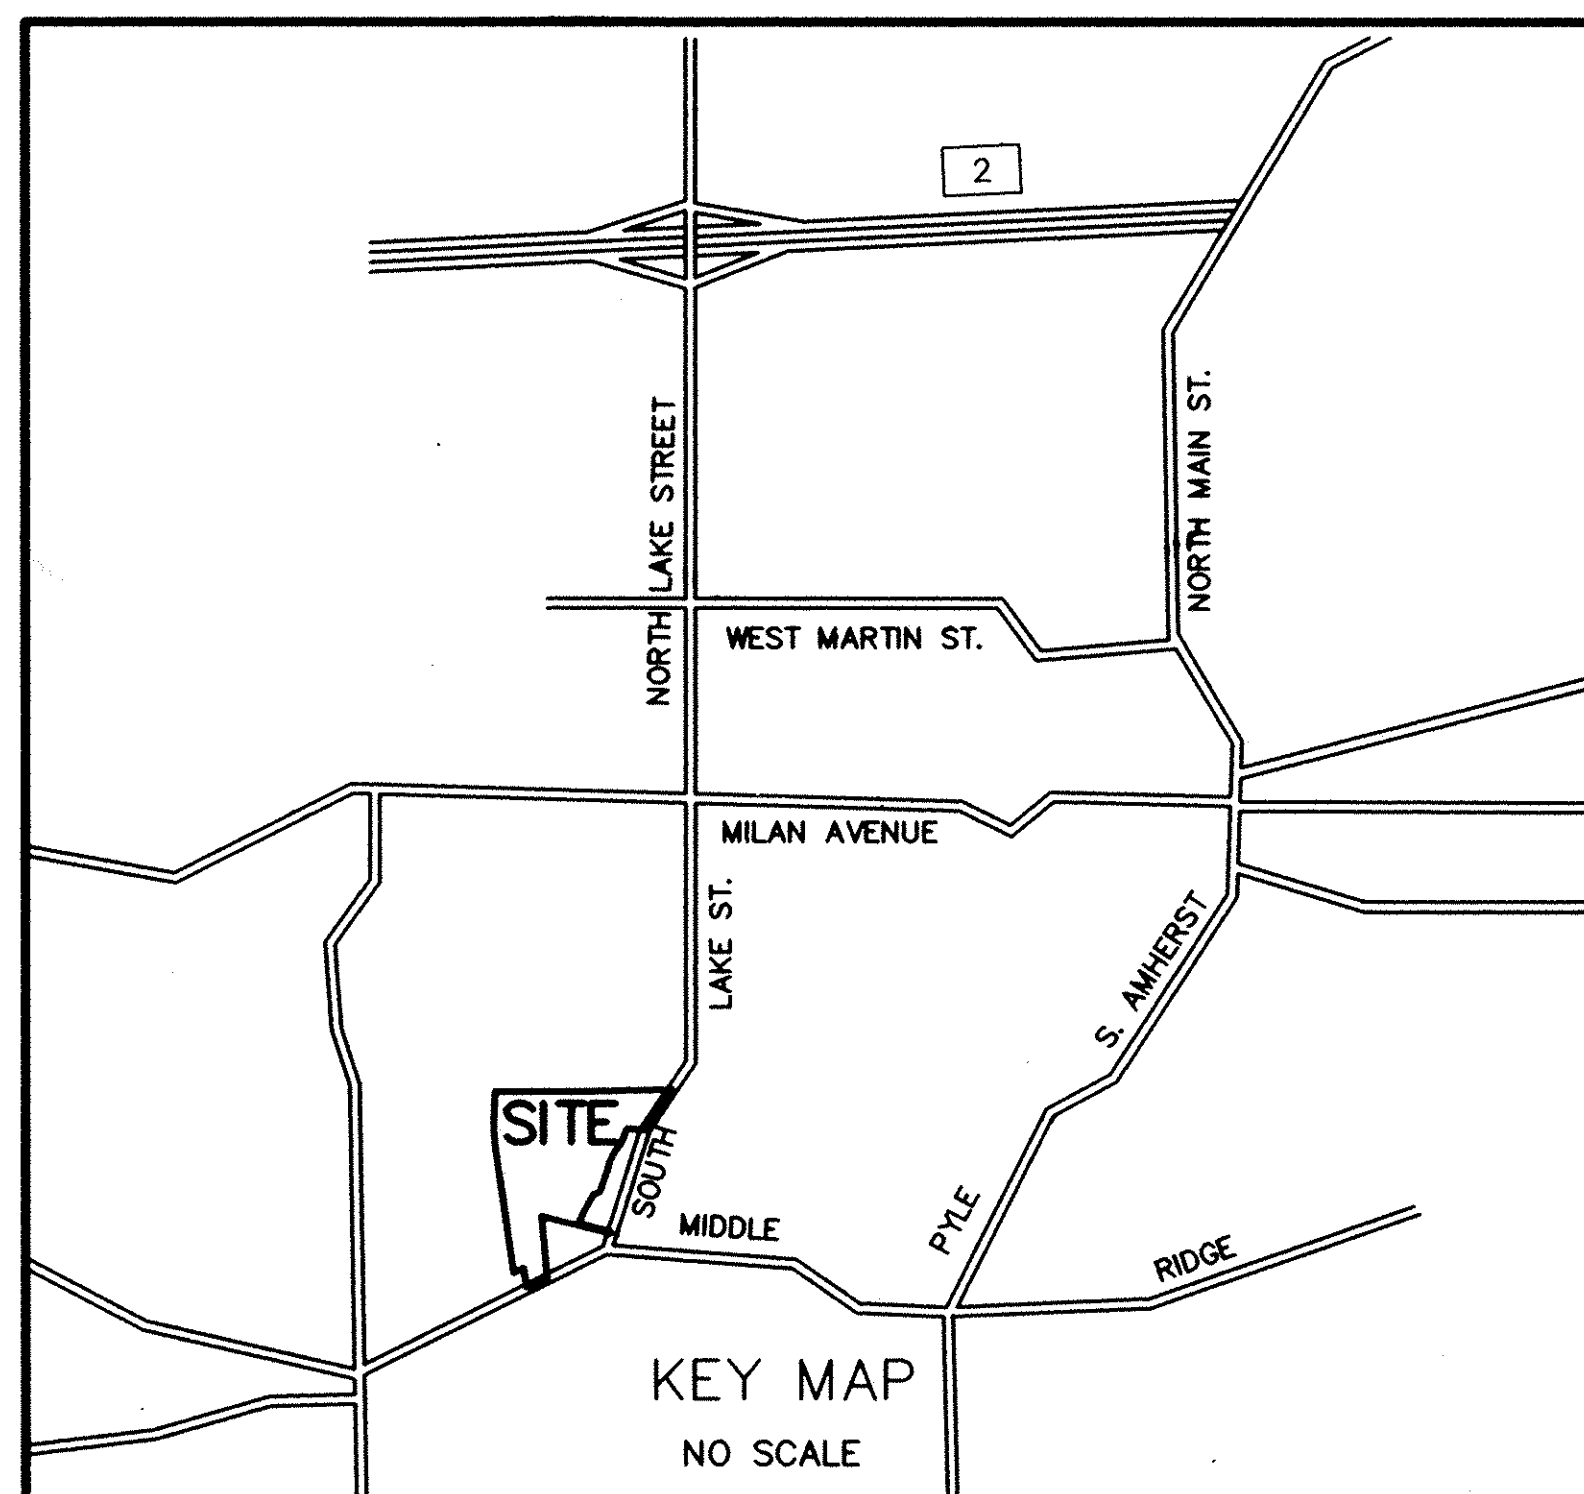 2
NORTH LAKE STREET
NORTH MAIN ST.
WEST MARTIN ST.
MILAN AVENUE
LAKE ST.
S. AMHERST
SITE
SOUTH
MIDDLE
PYLE
RIDGE
KEY MAP
NO SCALE